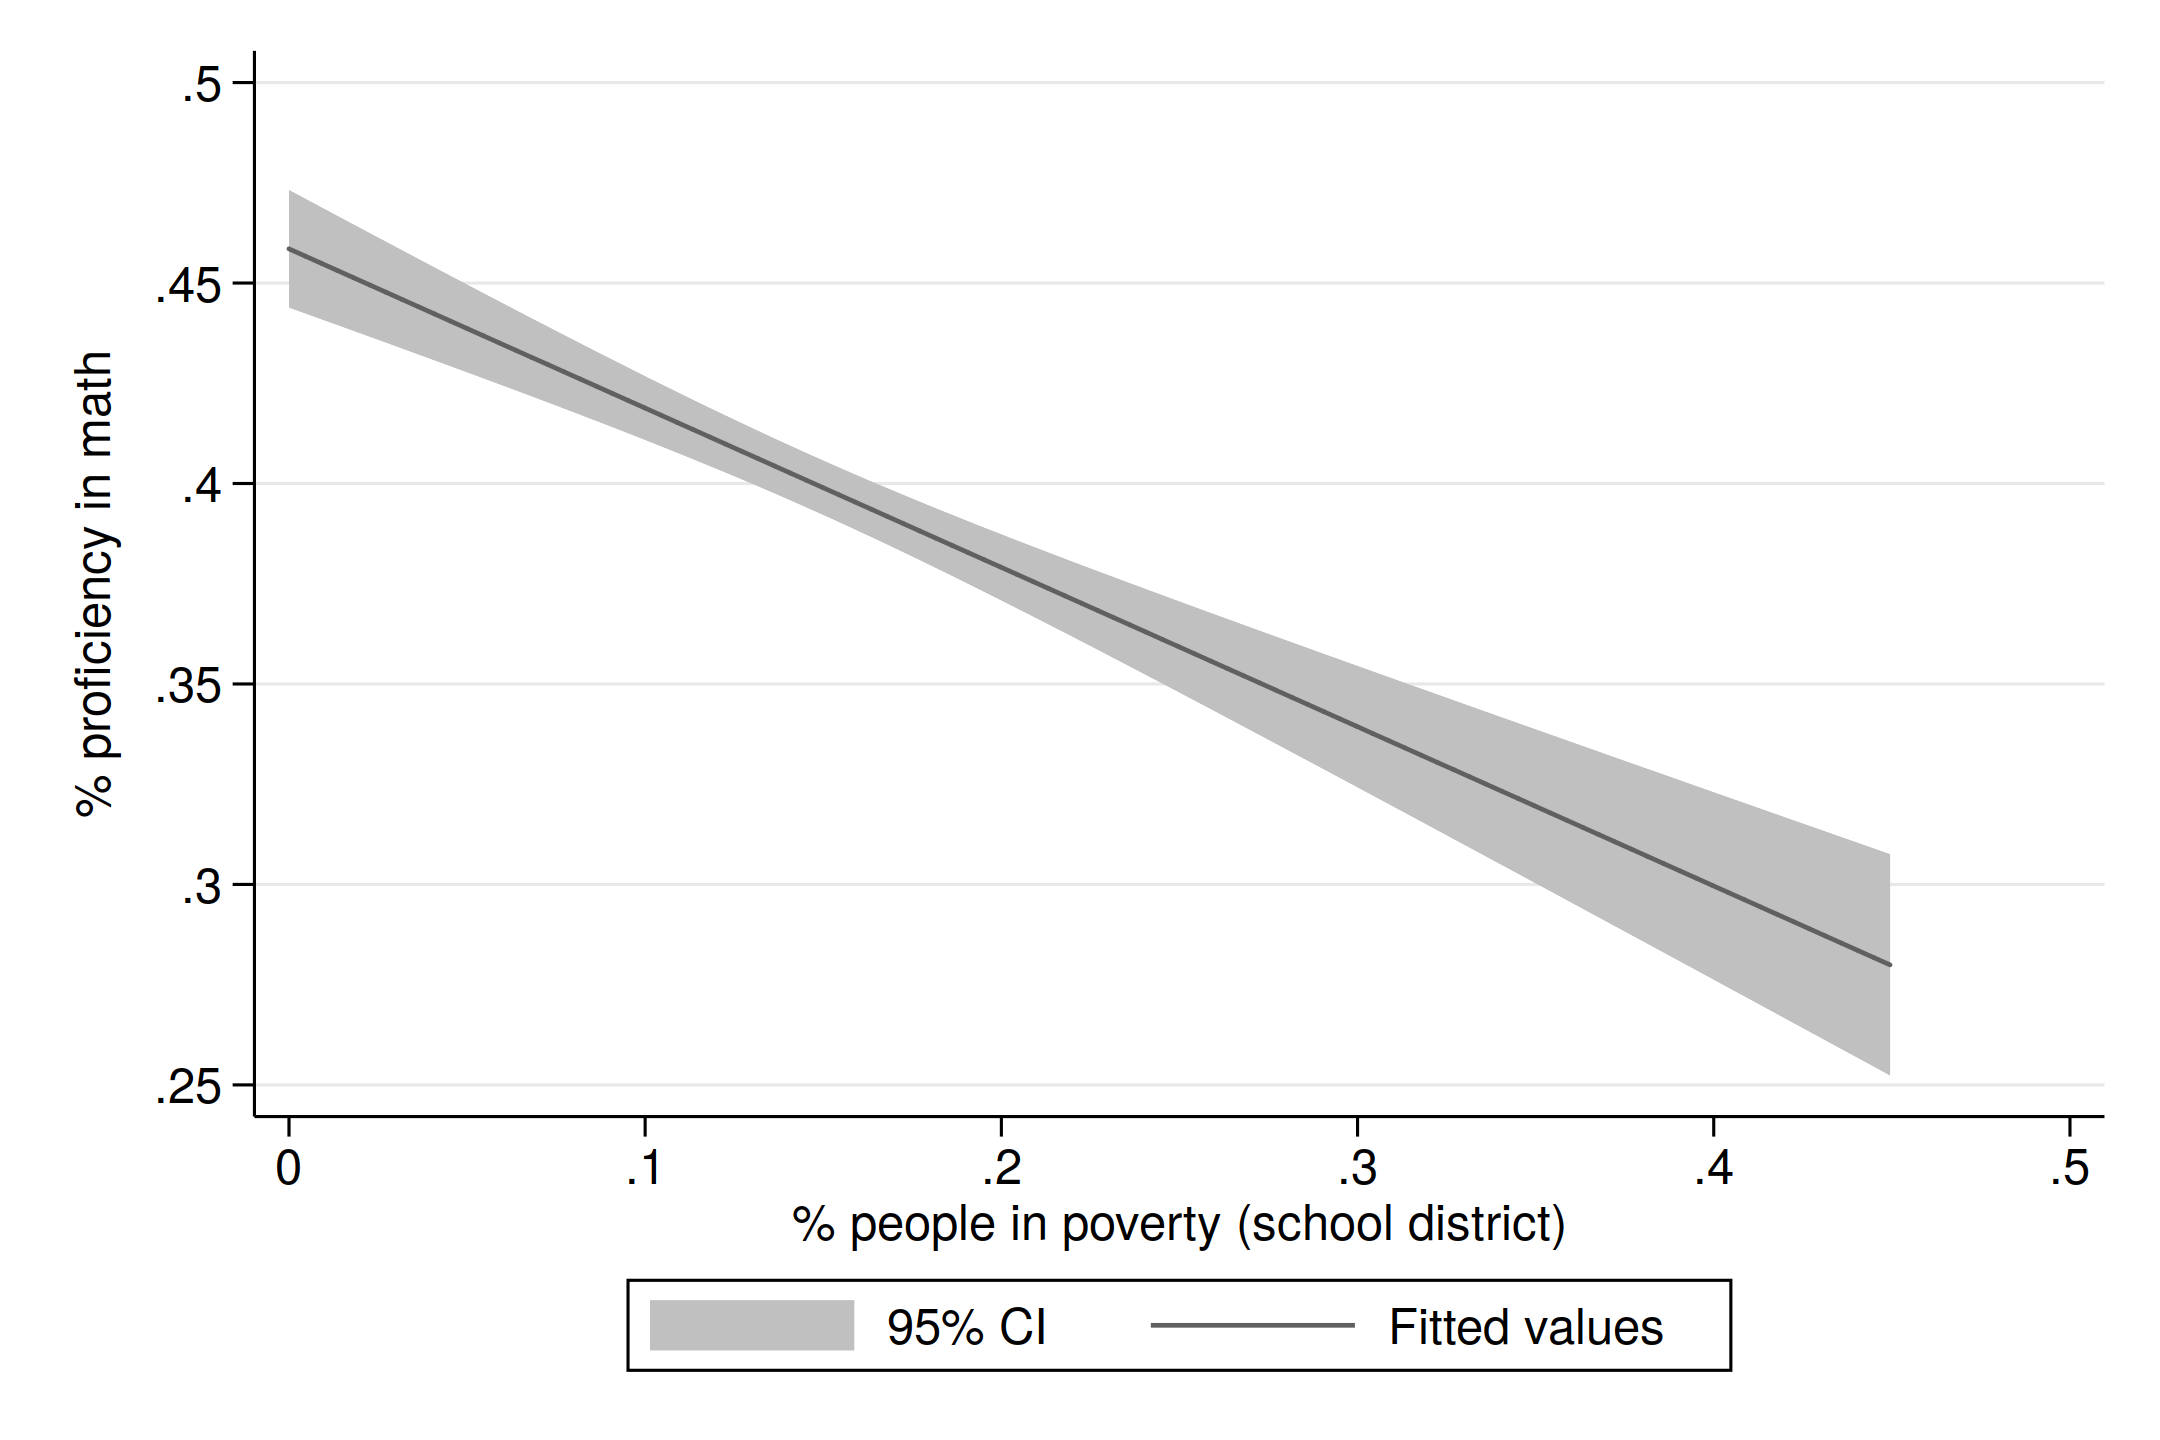 % proficiency in math
.5
.45
.4
.35
.3
.25
0 .1 .2 .3 .4 .5
% people in poverty (school district)
95% CI Fitted values